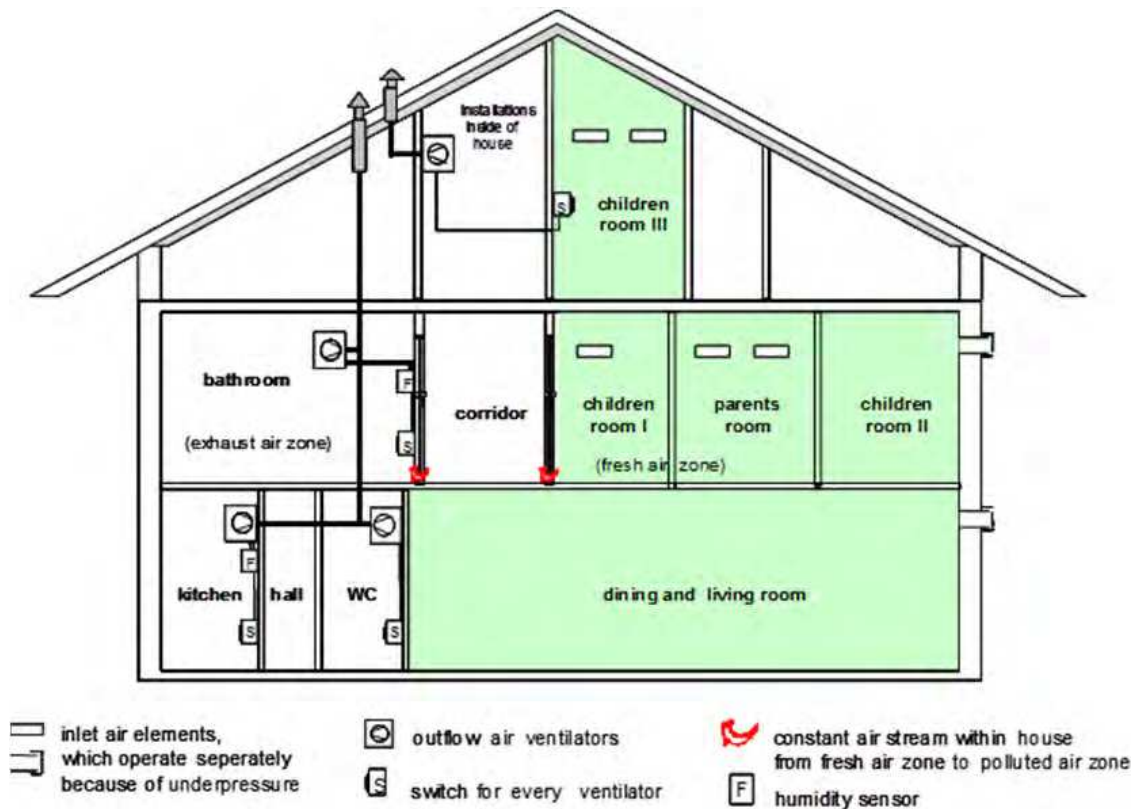 Installations
inside of
house
children
room III
S
bathroom
(exhaust air zone)
F
S
corridor
children
room I
(fresh air zone)
parents
room
children
room II
kitchen
F
S
hall
WC
S
dining and living room
inlet air elements,
which operate seperately
because of underpressure
outflow air ventilators
S switch for every ventilator
constant air stream within house
from fresh air zone to polluted air zone
F humidity sensor